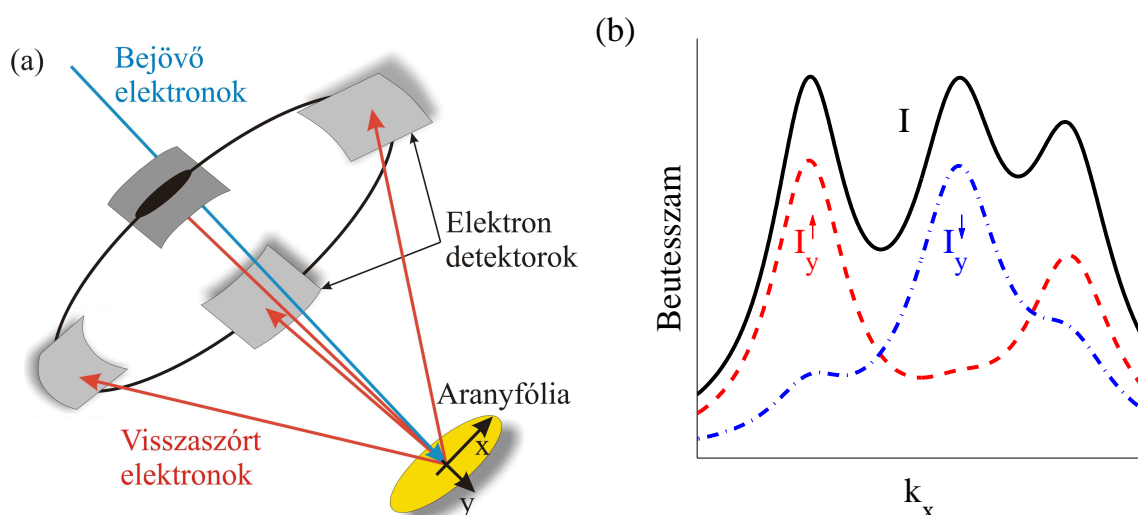 (a)
Bejövő
elektronok
Elektron
detektorok
Aranyfólia
x
y
Visszaszórt
elektronok
(b)
Beutesszam
I
I↑y
I↓y
kx